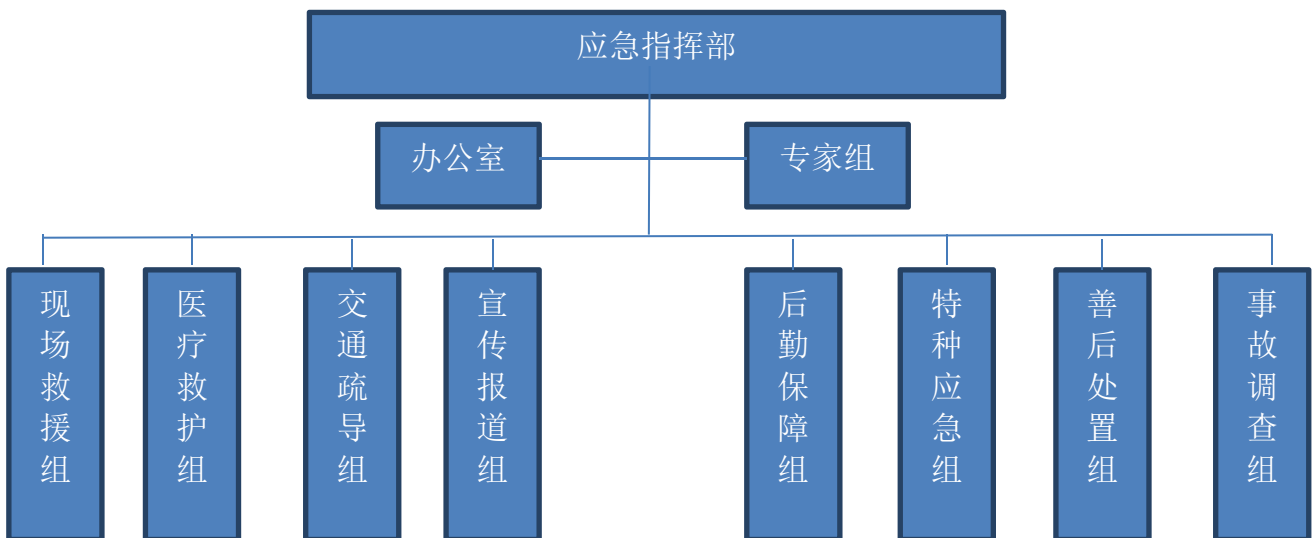 应急指挥部
办公室
专家组
现场救援组
医疗救护组
交通疏导组
宣传报道组
后勤保障组
特种应急组
善后处置组
事故调查组